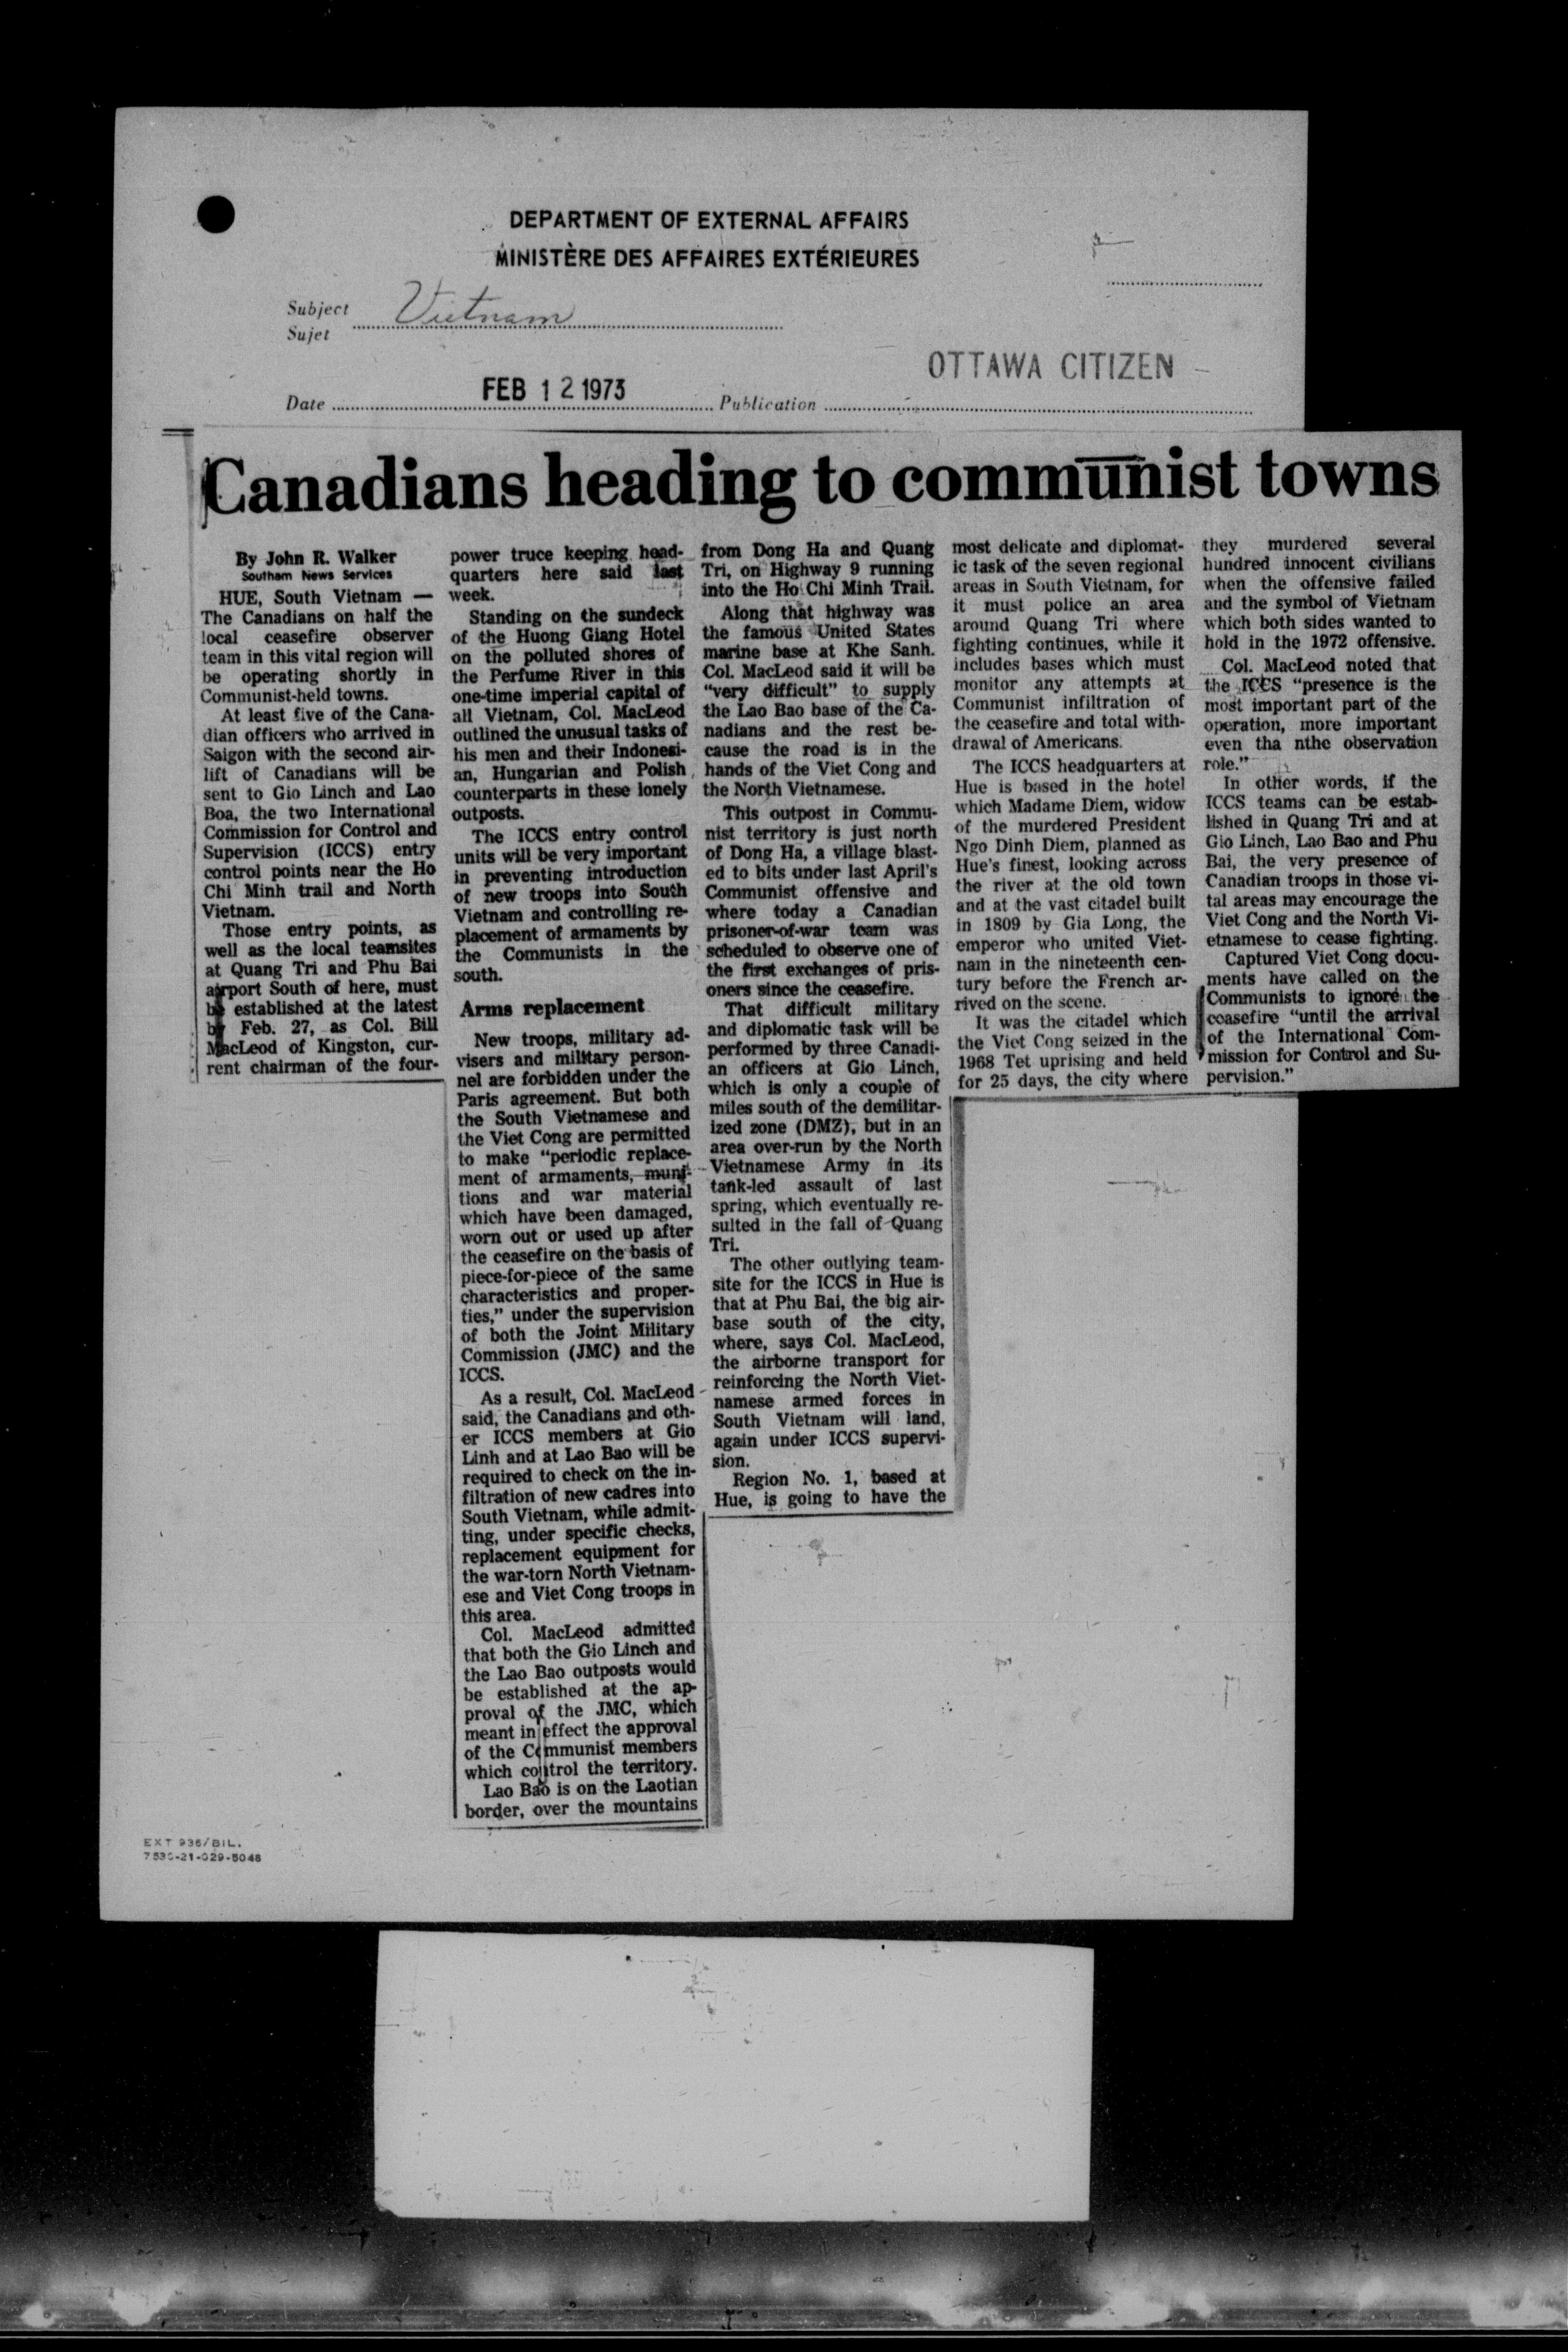 DEPARTMENT OF EXTERNAL AFFAIRS
MINISTÈRE DES AFFAIRES EXTÉRIEURES
Subject
Sujet
Vietnam
OTTAWA CITIZEN
Date
FEB 12 1973
Publication
Canadians heading to communist towns
By John R. Walker
Southam News Services
HUE, South Vietnam —
The Canadians on half the
local ceasefire observer
team in this vital region will
be operating shortly in
Communist-held towns.
At least five of the Cana-
dian officers who arrived in
Saigon with the second air-
lift of Canadians will be
sent to Gio Linch and Lao
Boa, the two International
Commission for Control and
Supervision (ICCS) entry
control points near the Ho
Chi Minh trail and North
Vietnam.
Those entry points, as
well as the local teamsites
at Quang Tri and Phu Bai
airport South of here, must
be established at the latest
by Feb. 27, as Col. Bill
MacLeod of Kingston, cur-
rent chairman of the four-
power truce keeping head-
quarters here said last
week.
Standing on the sundeck
of the Huong Giang Hotel
on the polluted shores of
the Perfume River in this
one-time imperial capital of
all Vietnam, Col. MacLeod
outlined the unusual tasks of
his men and their Indonesi-
an, Hungarian and Polish
counterparts in these lonely
outposts.
The ICCS entry control
units will be very important
in preventing introduction
of new troops into South
Vietnam and controlling re-
placement of armaments by
the Communists in the
south.
Arms replacement
New troops, military ad-
visers and military person-
nel are forbidden under the
Paris agreement. But both
the South Vietnamese and
the Viet Cong are permitted
to make "periodic replace-
ment of armaments, muni-
tions and war material
which have been damaged,
worn out or used up after
the ceasefire on the basis of
piece-for-piece of the same
characteristics and proper-
ties," under the supervision
of both the Joint Military
Commission (JMC) and the
ICCS.
As a result, Col. MacLeod
said, the Canadians and oth-
er ICCS members at Gio
Linh and at Lao Bao will be
required to check on the in-
filtration of new cadres into
South Vietnam, while admit-
ting, under specific checks,
replacement equipment for
the war-torn North Vietnam-
ese and Viet Cong troops in
this area.
Col. MacLeod admitted
that both the Gio Linch and
the Lao Bao outposts would
be established at the ap-
proval of the JMC, which
meant in effect the approval
of the Communist members
which control the territory.
Lao Bao is on the Laotian
border, over the mountains
from Dong Ha and Quang
Tri, on Highway 9 running
into the Ho Chi Minh Trail.
Along that highway was
the famous United States
marine base at Khe Sanh.
Col. MacLeod said it will be
"very difficult" to supply
the Lao Bao base of the Ca-
nadians and the rest be-
cause the road is in the
hands of the Viet Cong and
the North Vietnamese.
This outpost in Commu-
nist territory is just north
of Dong Ha, a village blast-
ed to bits under last April's
Communist offensive and
where today a Canadian
prisoner-of-war team was
scheduled to observe one of
the first exchanges of pris-
oners since the ceasefire.
That difficult military
and diplomatic task will be
performed by three Canadi-
an officers at Gio Linch,
which is only a couple of
miles south of the demilitar-
ized zone (DMZ), but in an
area over-run by the North
Vietnamese Army in its
tank-led assault of last
spring, which eventually re-
sulted in the fall of Quang
Tri.
The other outlying team-
site for the ICCS in Hue is
that at Phu Bai, the big air-
base south of the city,
where, says Col. MacLeod,
the airborne transport for
reinforcing the North Viet-
namese armed forces in
South Vietnam will land,
again under ICCS supervi-
sion.
Region No. 1, based at
Hue, is going to have the
most delicate and diplomat-
ic task of the seven regional
areas in South Vietnam, for
it must police an area
around Quang Tri where
fighting continues, while it
includes bases which must
monitor any attempts at
Communist infiltration of
the ceasefire and total with-
drawal of Americans.
The ICCS headquarters at
Hue is based in the hotel
which Madame Diem, widow
of the murdered President
Ngo Dinh Diem, planned as
Hue's finest, looking across
the river at the old town
and at the vast citadel built
in 1809 by Gia Long, the
emperor who united Viet-
nam in the nineteenth cen-
tury before the French ar-
rived on the scene.
It was the citadel which
the Viet Cong seized in the
1968 Tet uprising and held
for 25 days, the city where
they murdered several
hundred innocent civilians
when the offensive failed
and the symbol of Vietnam
which both sides wanted to
hold in the 1972 offensive.
Col. MacLeod noted that
the ICCS "presence is the
most important part of the
operation, more important
even tha nthe observation
role."
In other words, if the
ICCS teams can be estab-
lished in Quang Tri and at
Gio Linch, Lao Bao and Phu
Bai, the very presence of
Canadian troops in those vi-
tal areas may encourage the
Viet Cong and the North Vi-
etnamese to cease fighting.
Captured Viet Cong docu-
ments have called on the
Communists to ignore the
ceasefire "until the arrival
of the International Com-
mission for Control and Su-
pervision."
EXT 936/BIL.
7530-21-029-5048